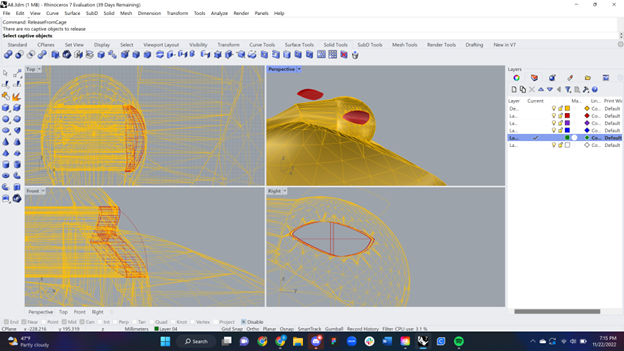 A8.3dm (1 MB) - Rhinoceros 7 Evaluation (39 Days Remaining)
File Edit View Curve Surface SubD Solid Mesh Dimension Transform Tools Analyze Render Panels Help
Command: ReleaseFromCage
There are no captive objects to release
Select captive objects
Standard CPlanes Set View Display Select Viewport Layout Visibility Transform Curve Tools Surface Tools Solid Tools SubD Tools Mesh Tools Render Tools Drafting New in V7
Top
Perspective
Layers
Layer Current Ma... Lin... Print Wid
De... Co... Default
La... Co... Default
La... Co... Default
La... Co... Default
La... Co... Default
La... Co... Default
Front
Right
Perspective Top Front Right
End Near Point Mid Cen Int Perp Tan Quad Knot Vertex Project Disable
CPlane x -228.216 y 195.319 z Millimeters Layer 04 Grid Snap Ortho Planar Osnap SmartTrack Gumball Record History Filter CPU use: 3.1 %
47°F
Partly cloudy
Search
7:15 PM
11/22/2022